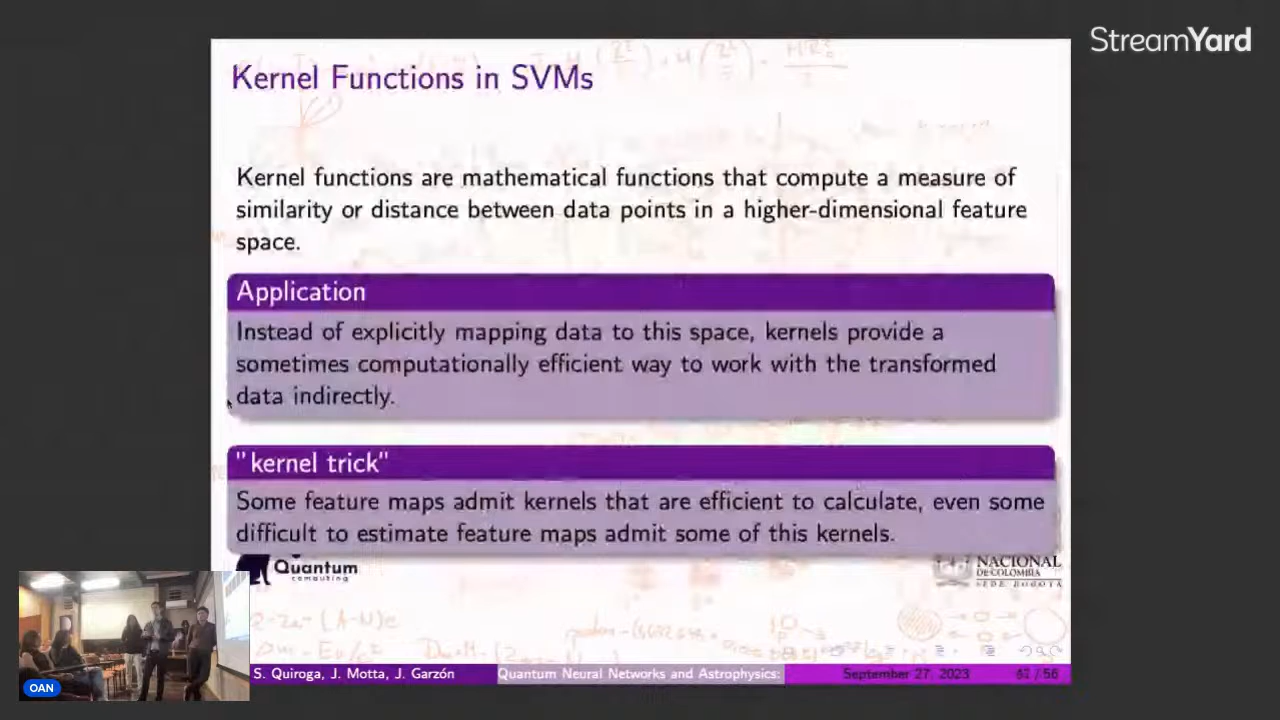 StreamYard
Kernel Functions in SVMs
Kernel functions are mathematical functions that compute a measure of
similarity or distance between data points in a higher-dimensional feature
space.
Application
Instead of explicitly mapping data to this space, kernels provide a
sometimes computationally efficient way to work with the transformed
data indirectly.
"kernel trick"
Some feature maps admit kernels that are efficient to calculate, even some
difficult to estimate feature maps admit some of this kernels.
Quantum
computing
NACIONAL
DE COLOMBIA
SEDE BOGOTÁ
OAN
S. Quiroga, J. Motta, J. Garzón
Quantum Neural Networks and Astrophysics:
September 27, 2023
/ 56